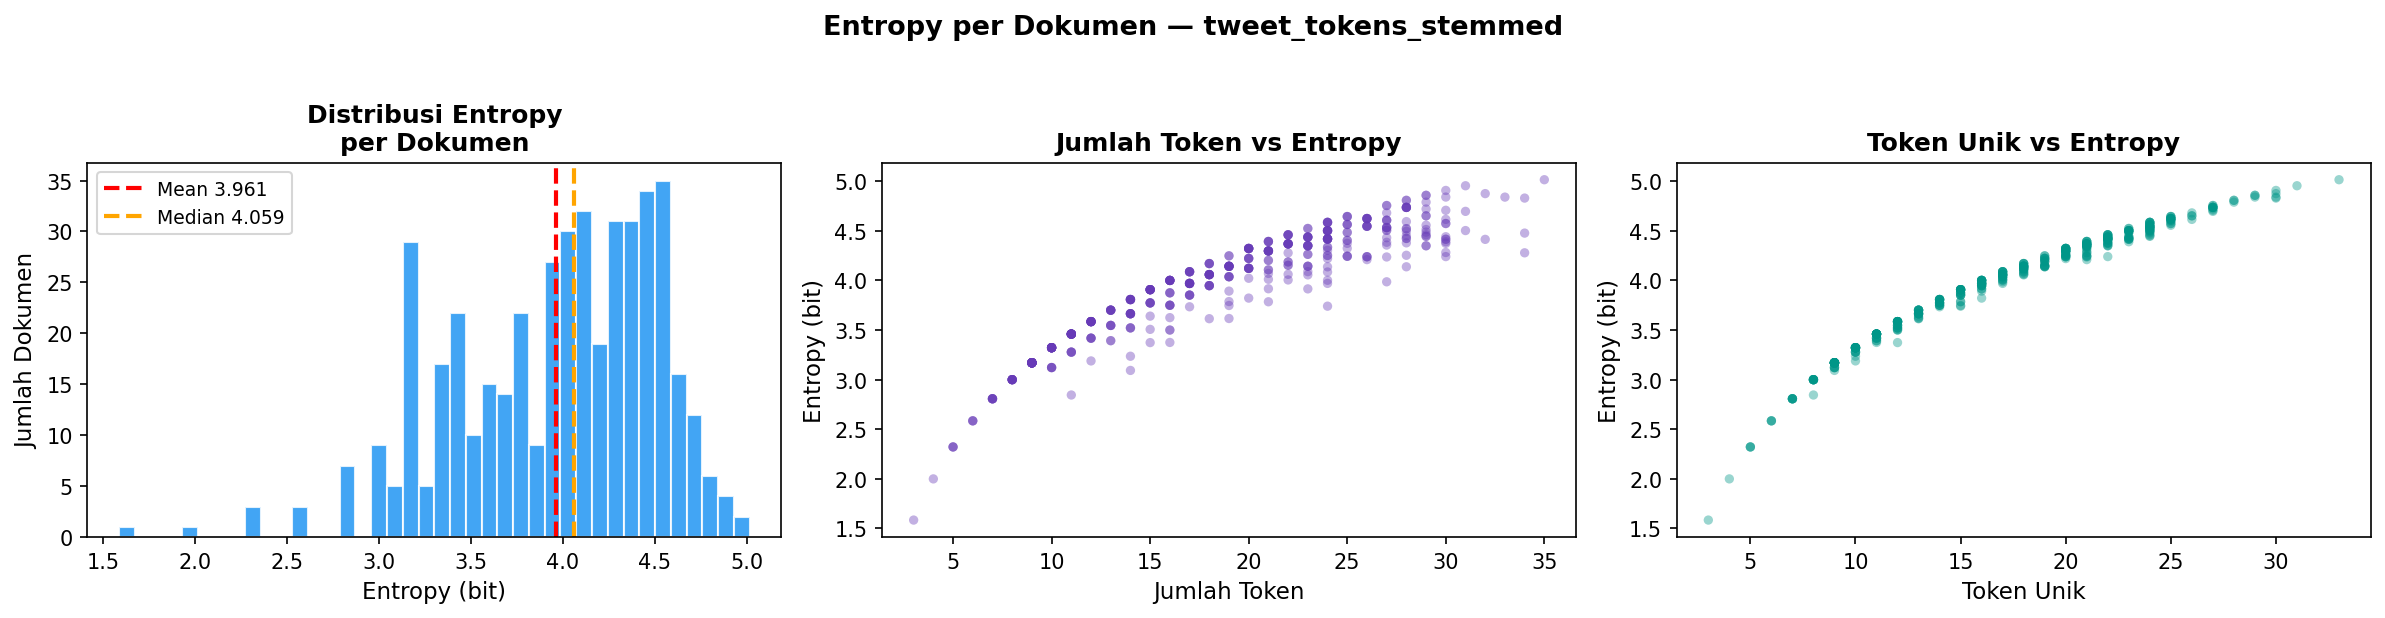 Entropy per Dokumen — tweet_tokens_stemmed
Distribusi Entropy
per Dokumen
Mean 3.961
Median 4.059
Jumlah Dokumen
35
30
25
20
15
10
5
0
1.5 2.0 2.5 3.0 3.5 4.0 4.5 5.0
Entropy (bit)
Jumlah Token vs Entropy
Entropy (bit)
5.0
4.5
4.0
3.5
3.0
2.5
2.0
1.5
5 10 15 20 25 30 35
Jumlah Token
Token Unik vs Entropy
Entropy (bit)
5.0
4.5
4.0
3.5
3.0
2.5
2.0
1.5
5 10 15 20 25 30
Token Unik